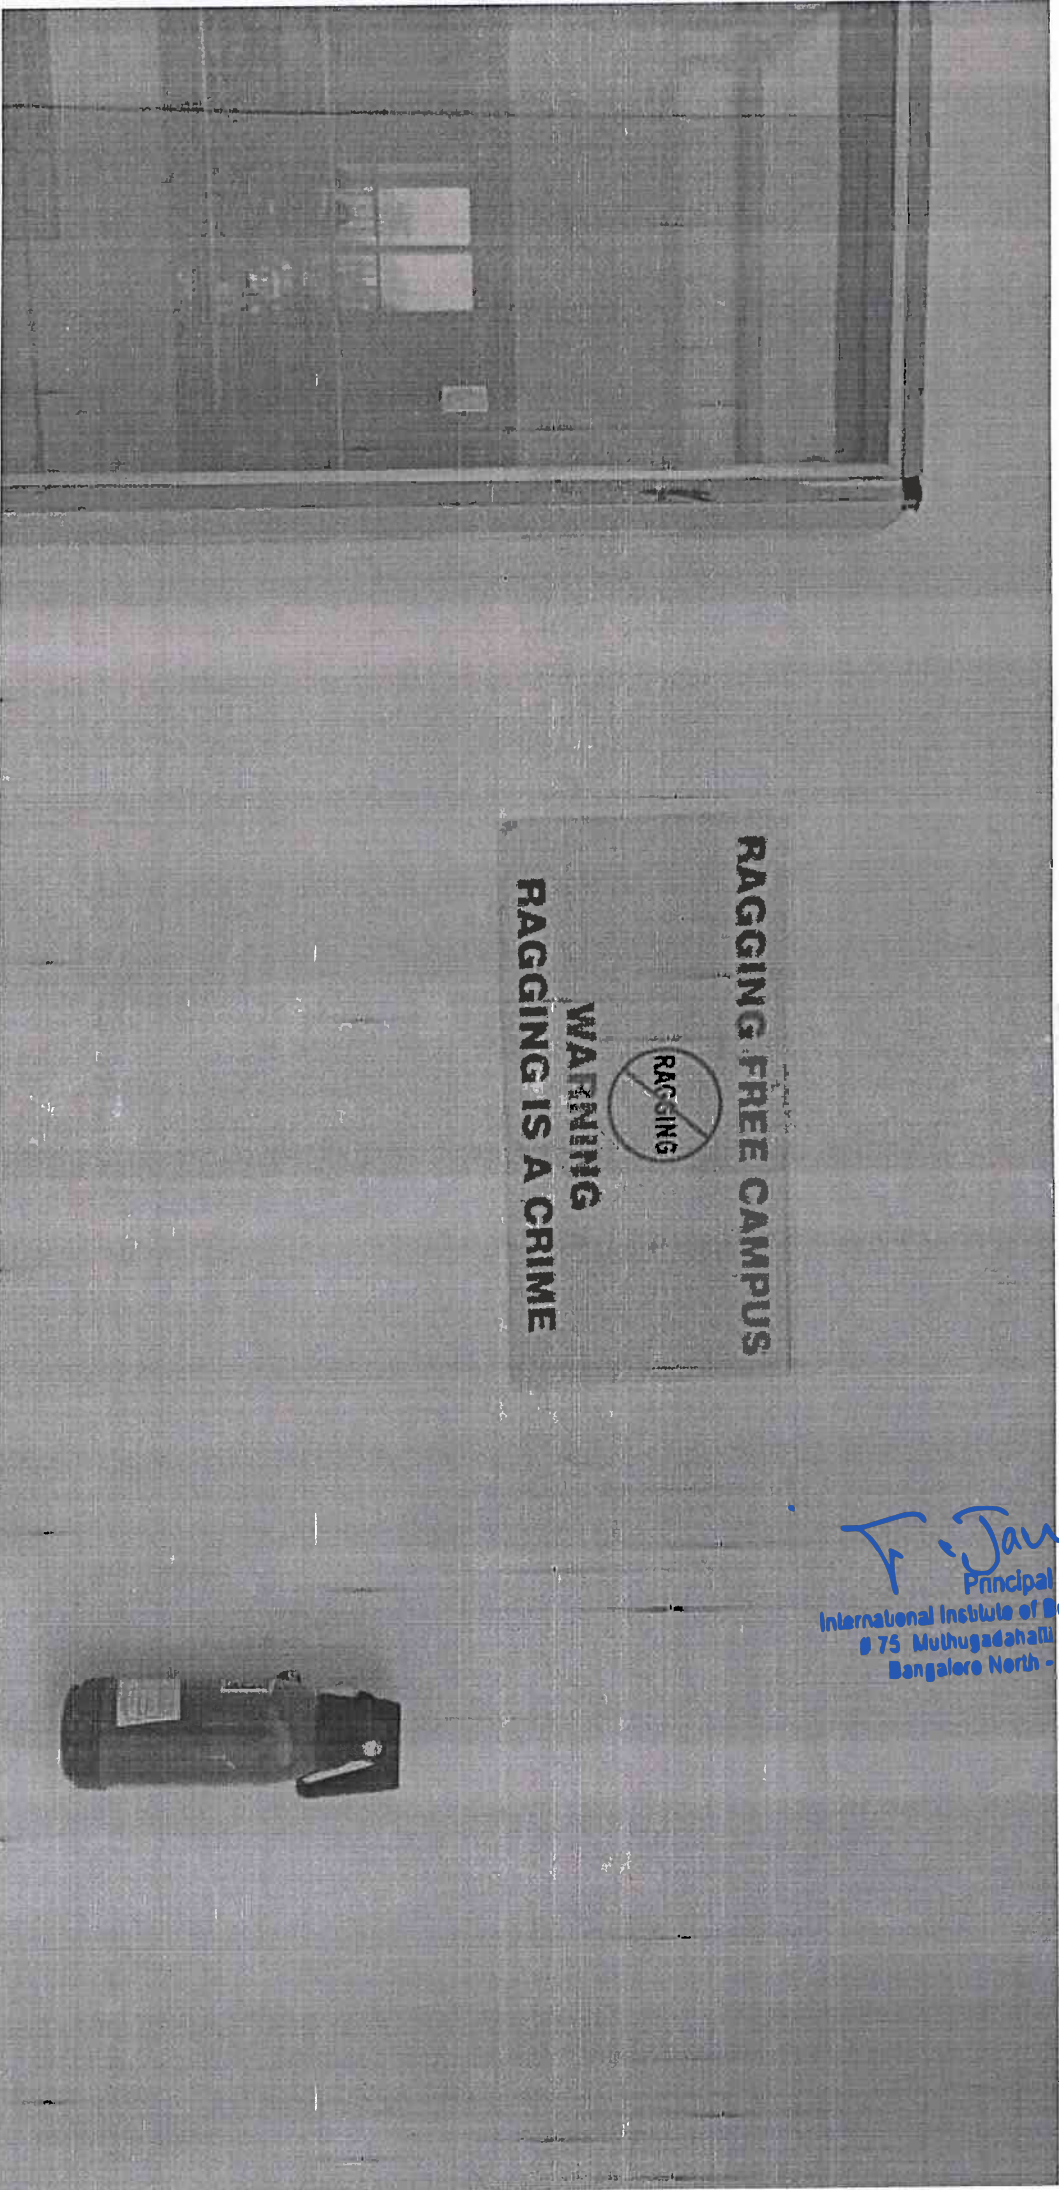 RAGGING FREE CAMPUS
RAGGING
WARNING
RAGGING IS A CRIME
Principal
International Institute of
# 75 Muthugadahalli
Bangalore North -